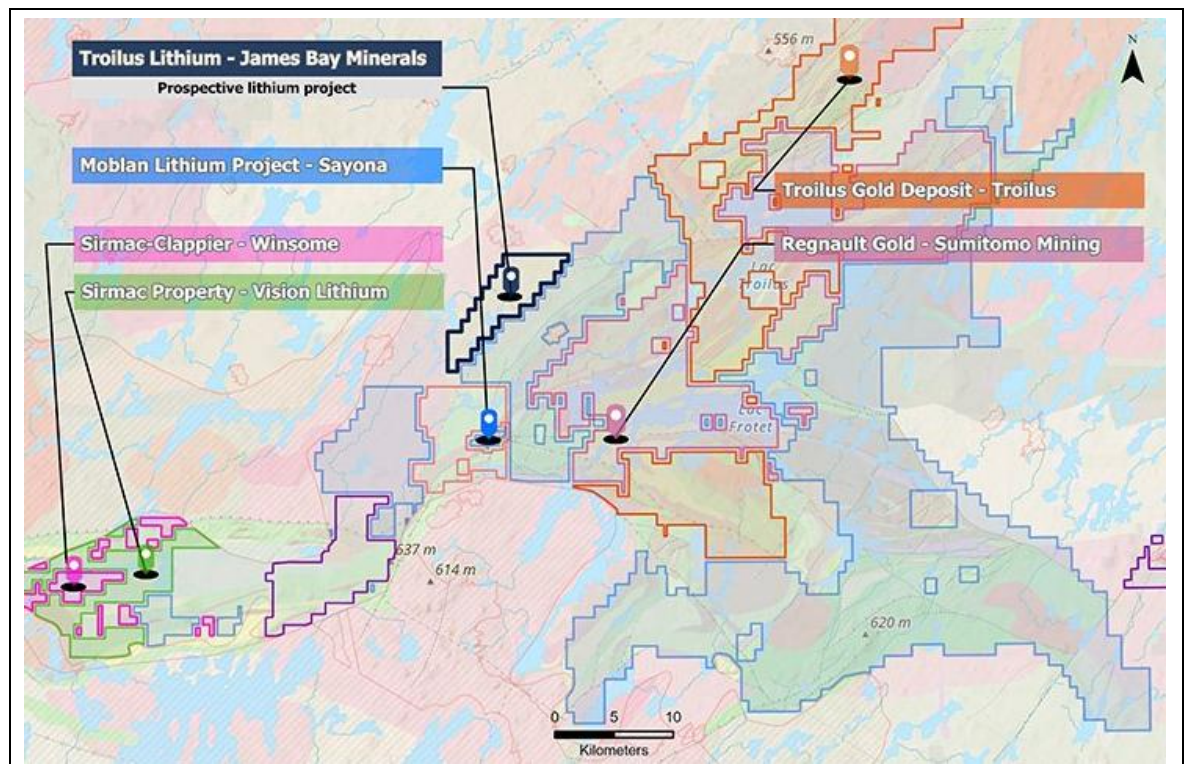 556 m
N
Troilus Lithium - James Bay Minerals
Prospective lithium project
Moblan Lithium Project - Sayona
Troilus Gold Deposit - Troilus
Sirmac-Clappier - Winsome
Regnault Gold - Sumitomo Mining
Lac
Troilus
Sirmac Property - Vision Lithium
Lac
Frotet
637 m
614 m
620 m
0 5 10
Kilometers